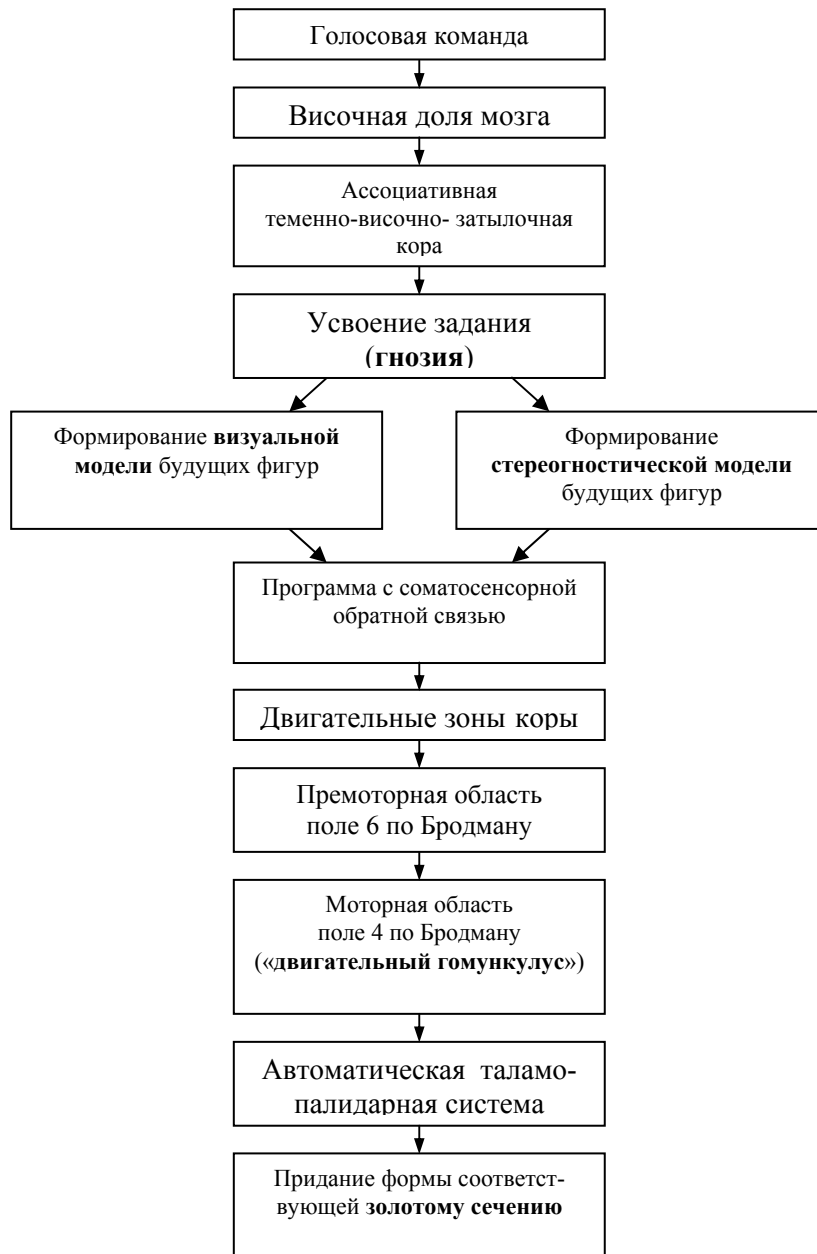 Голосовая команда
Височная доля мозга
Ассоциативная
теменно-височно- затылочная
кора
Усвоение задания
(гнозия)
Формирование визуальной
модели будущих фигур
Формирование
стереогностической модели
будущих фигур
Программа с соматосенсорной
обратной связью
Двигательные зоны коры
Премоторная область
поле 6 по Бродману
Моторная область
поле 4 по Бродману
(«двигательный гомункулус»)
Автоматическая таламо-
палидарная система
Придание формы соответст-
вующей золотому сечению